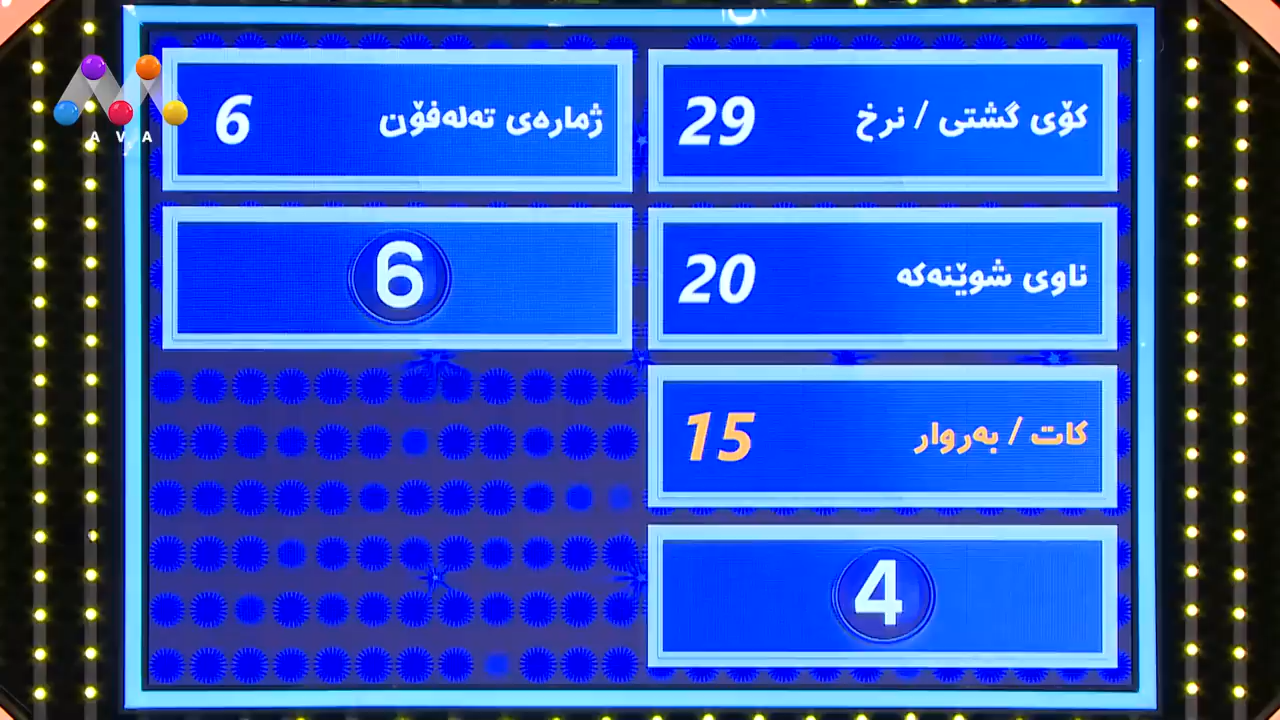 کۆی گشتی / نرخ 29
ناوی شوێنەکە 20
کات / بەروار 15
4
ژمارەی تەلەفۆن 6
6
AVA